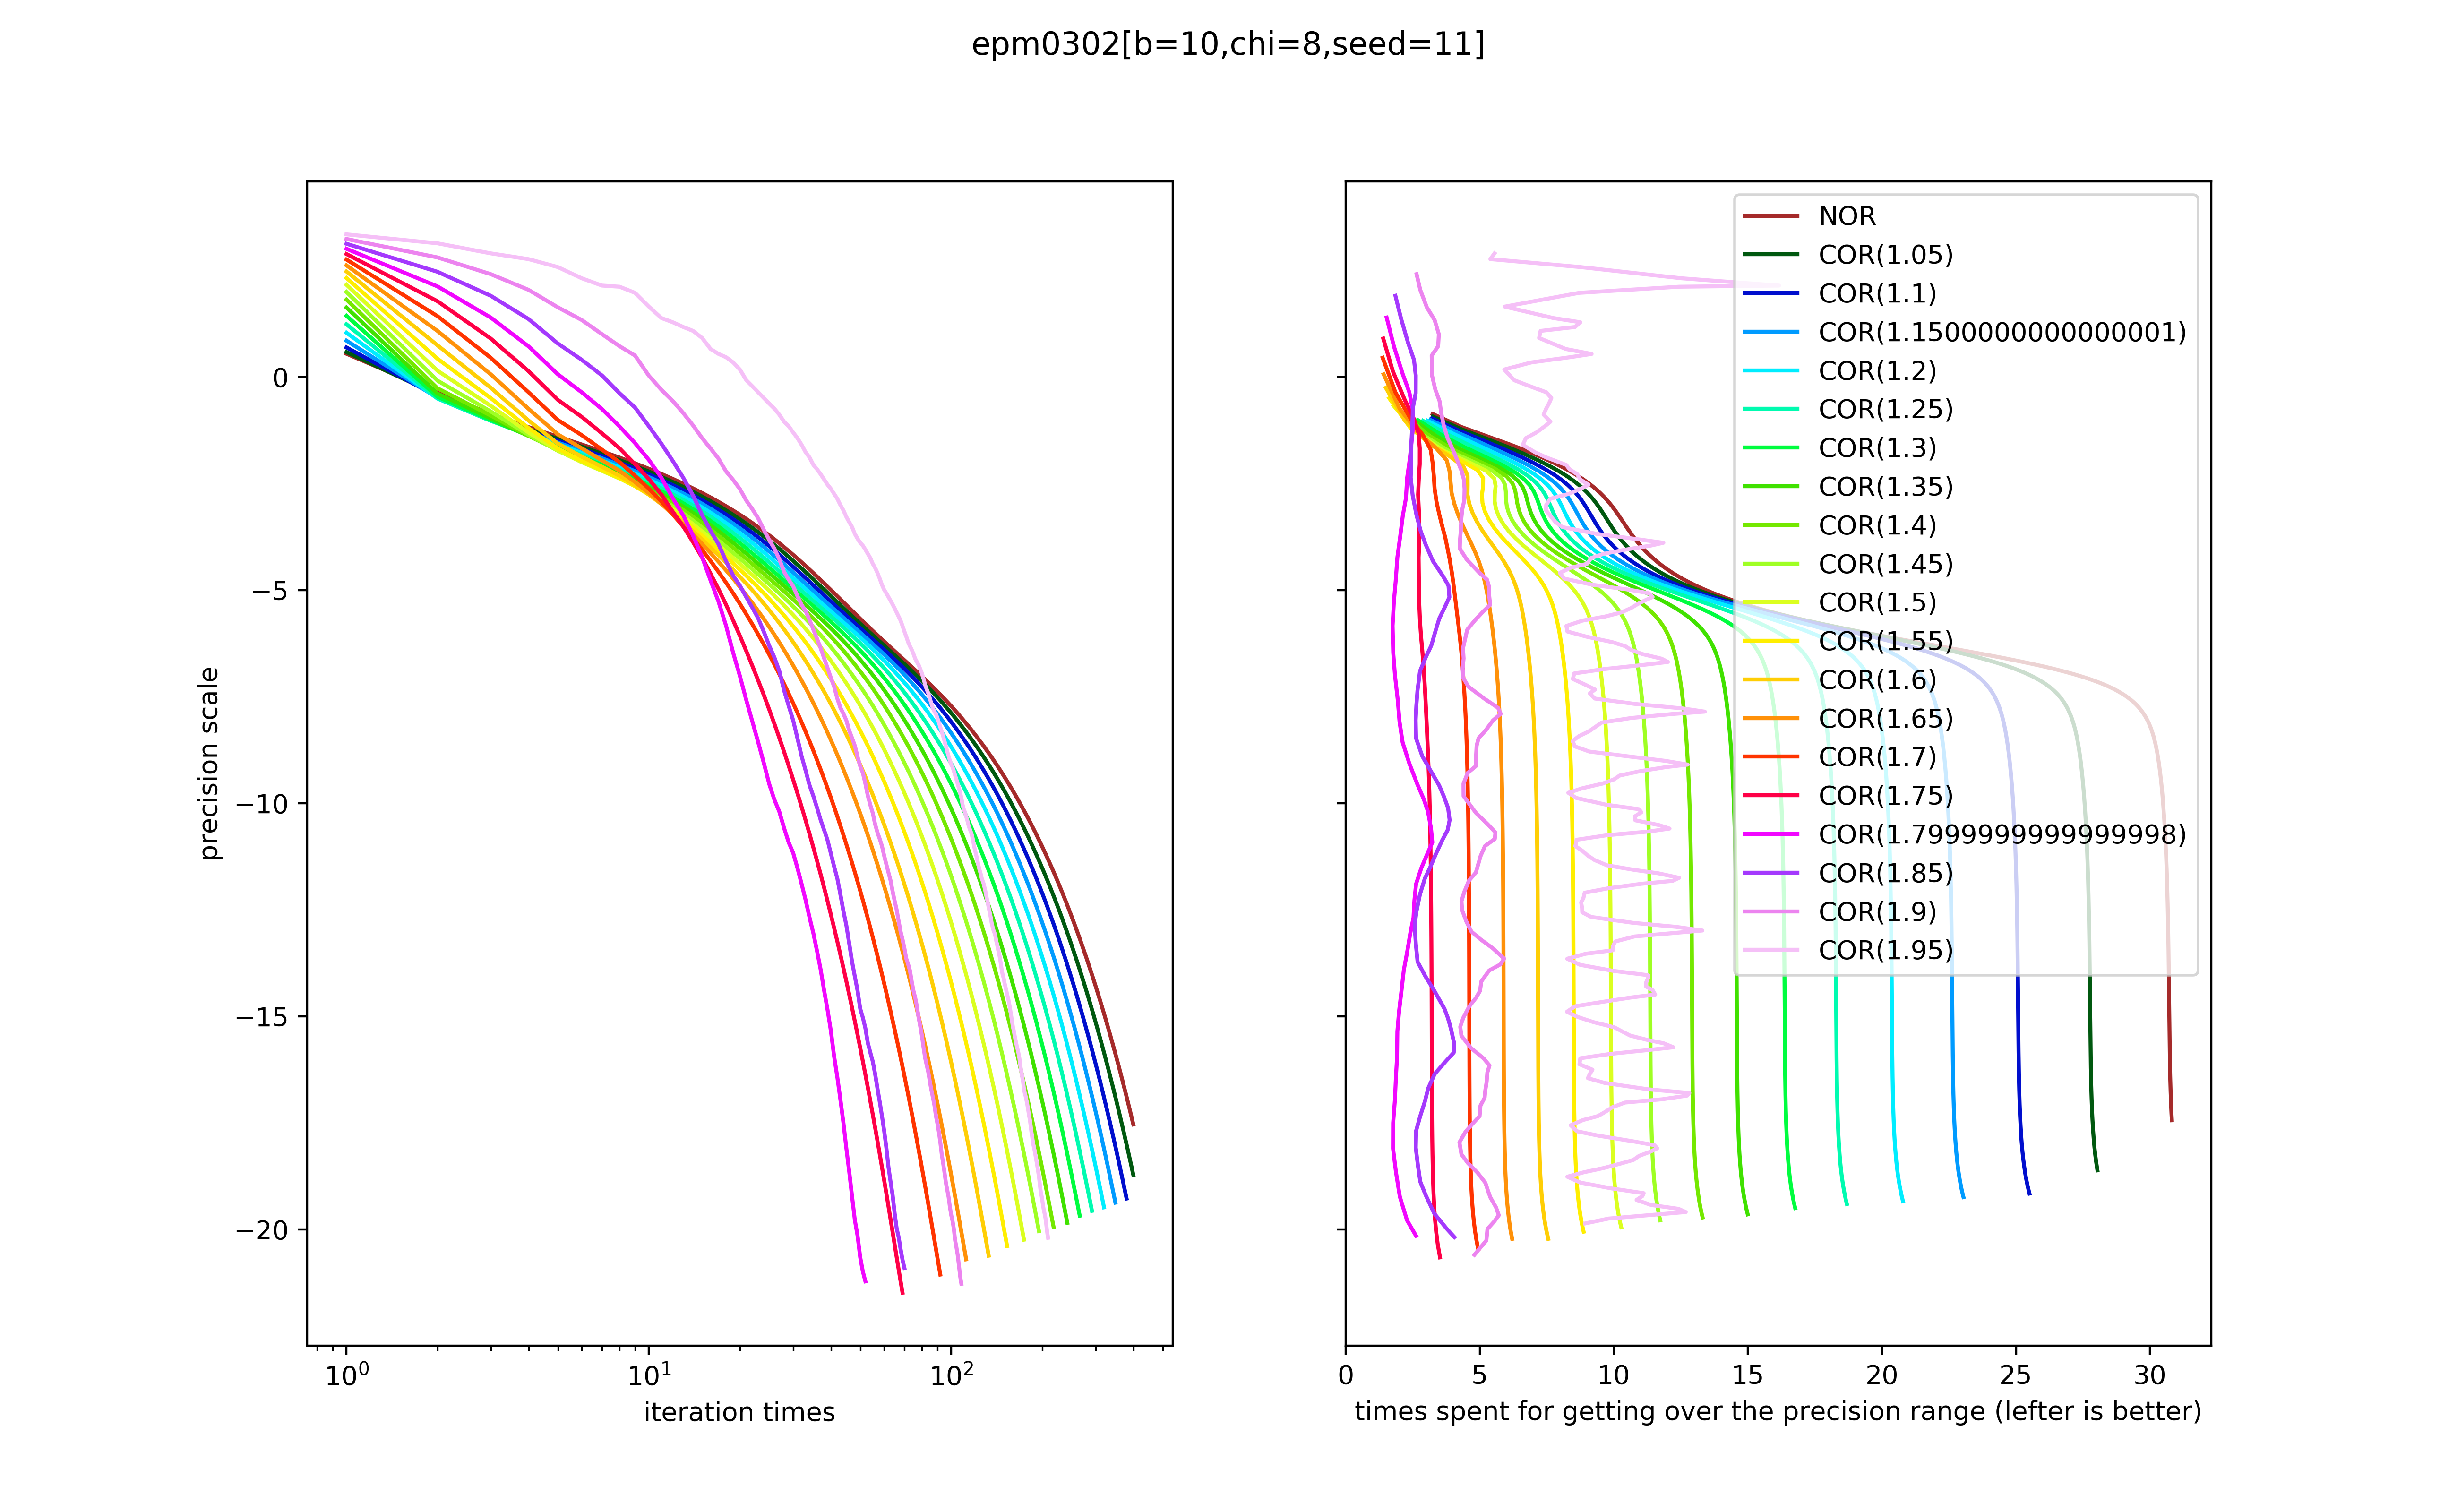 epm0302[b=10,chi=8,seed=11]
precision scale
0
−5
−10
−15
−20
10⁰ 10¹ 10²
iteration times
NOR
COR(1.05)
COR(1.1)
COR(1.1500000000000001)
COR(1.2)
COR(1.25)
COR(1.3)
COR(1.35)
COR(1.4)
COR(1.45)
COR(1.5)
COR(1.55)
COR(1.6)
COR(1.65)
COR(1.7)
COR(1.75)
COR(1.7999999999999998)
COR(1.85)
COR(1.9)
COR(1.95)
0 5 10 15 20 25 30
times spent for getting over the precision range (lefter is better)